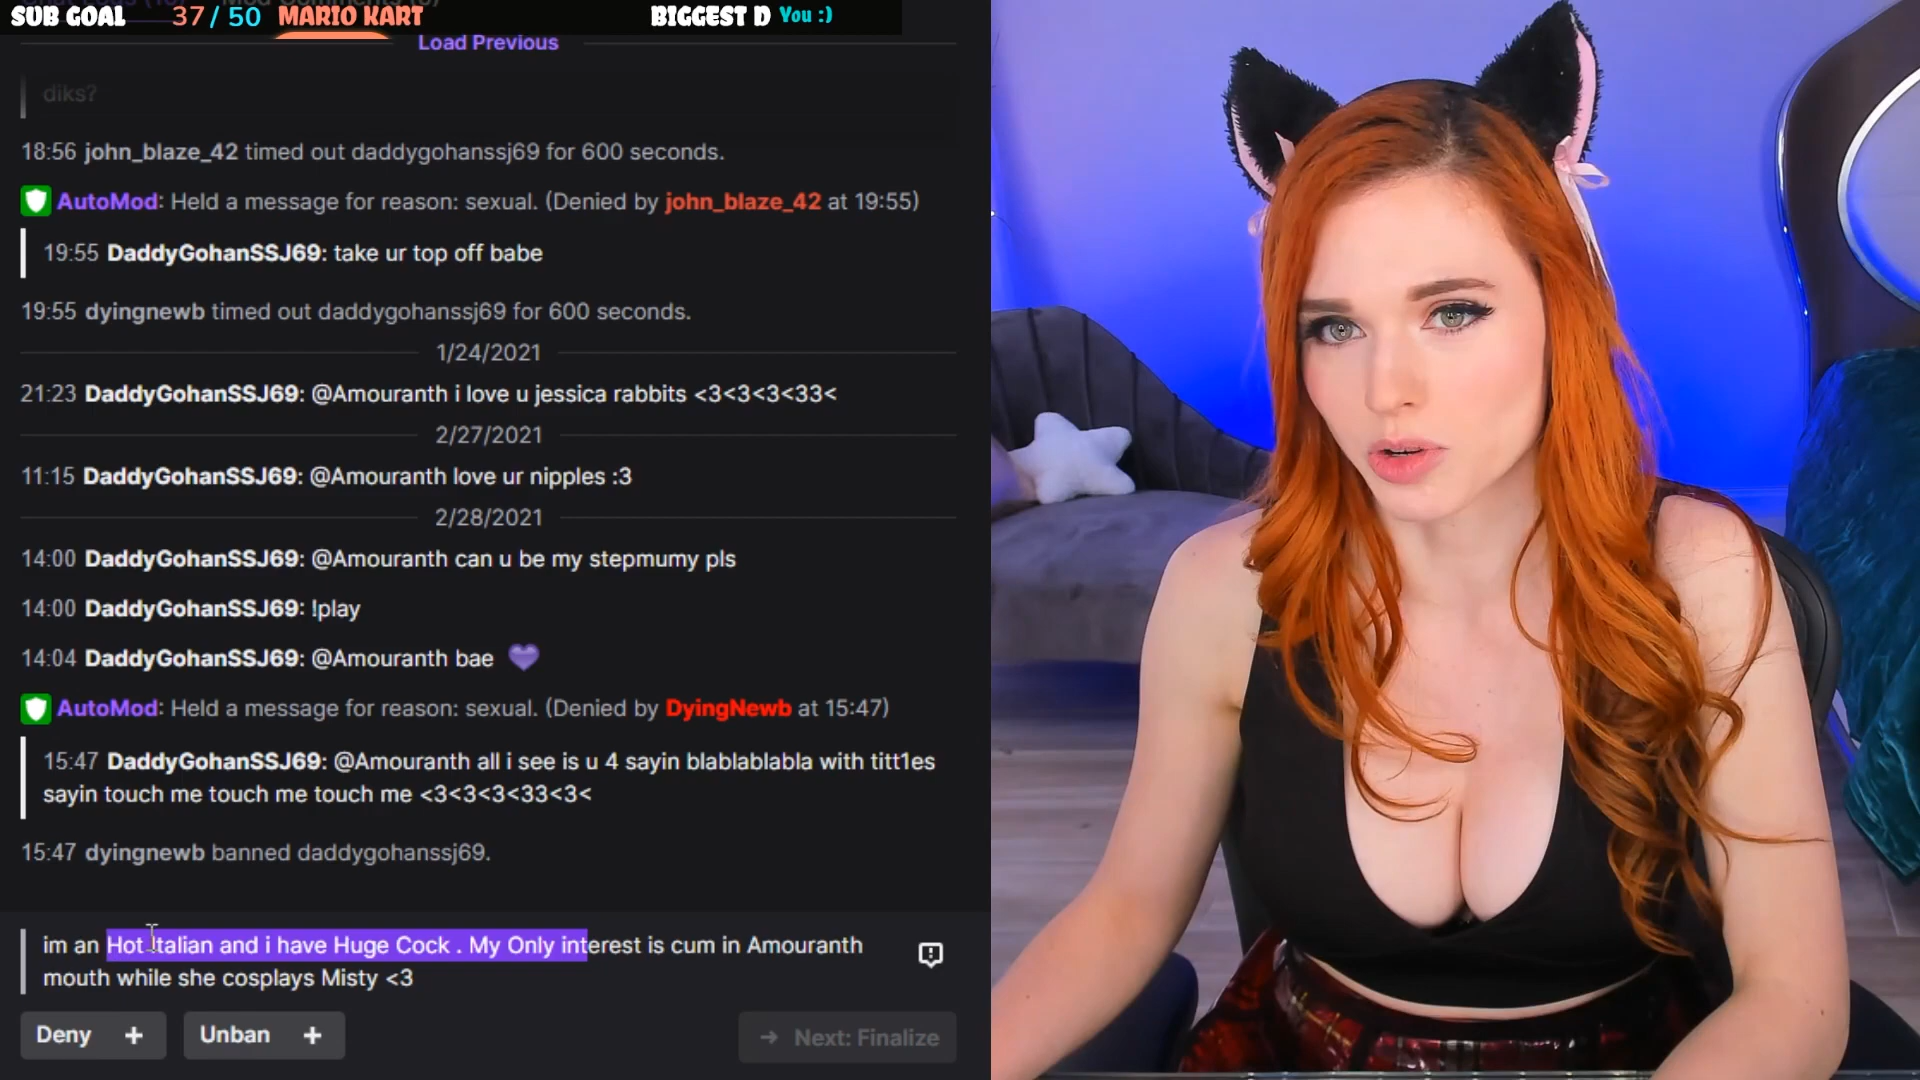 SUB GOAL 37 / 50 MARIO KART BIGGEST D You :)
Load Previous
diks?
18:56 john_blaze_42 timed out daddygohanssj69 for 600 seconds.
AutoMod: Held a message for reason: sexual. (Denied by john_blaze_42 at 19:55)
19:55 DaddyGohanSSJ69: take ur top off babe
19:55 dyingnewb timed out daddygohanssj69 for 600 seconds.
1/24/2021
21:23 DaddyGohanSSJ69: @Amouranth i love u jessica rabbits <3<3<3<33<
2/27/2021
11:15 DaddyGohanSSJ69: @Amouranth love ur nipples :3
2/28/2021
14:00 DaddyGohanSSJ69: @Amouranth can u be my stepmumy pls
14:00 DaddyGohanSSJ69: !play
14:04 DaddyGohanSSJ69: @Amouranth bae 💜
AutoMod: Held a message for reason: sexual. (Denied by DyingNewb at 15:47)
15:47 DaddyGohanSSJ69: @Amouranth all i see is u 4 sayin blablablabla with titt1es
sayin touch me touch me touch me <3<3<3<33<3<
15:47 dyingnewb banned daddygohanssj69.
im an Hot Italian and i have Huge Cock . My Only interest is cum in Amouranth
mouth while she cosplays Misty <3
Deny + Unban + → Next: Finalize